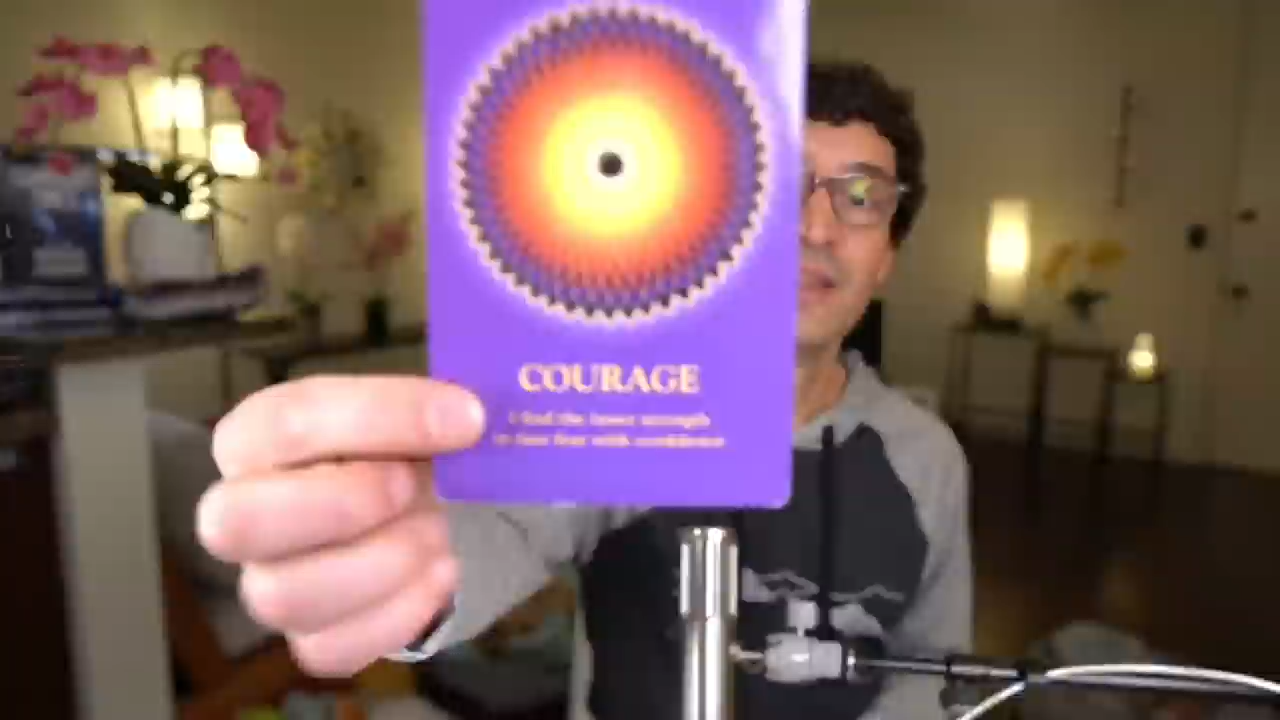 COURAGE
I find the inner strength
to face fear with confidence